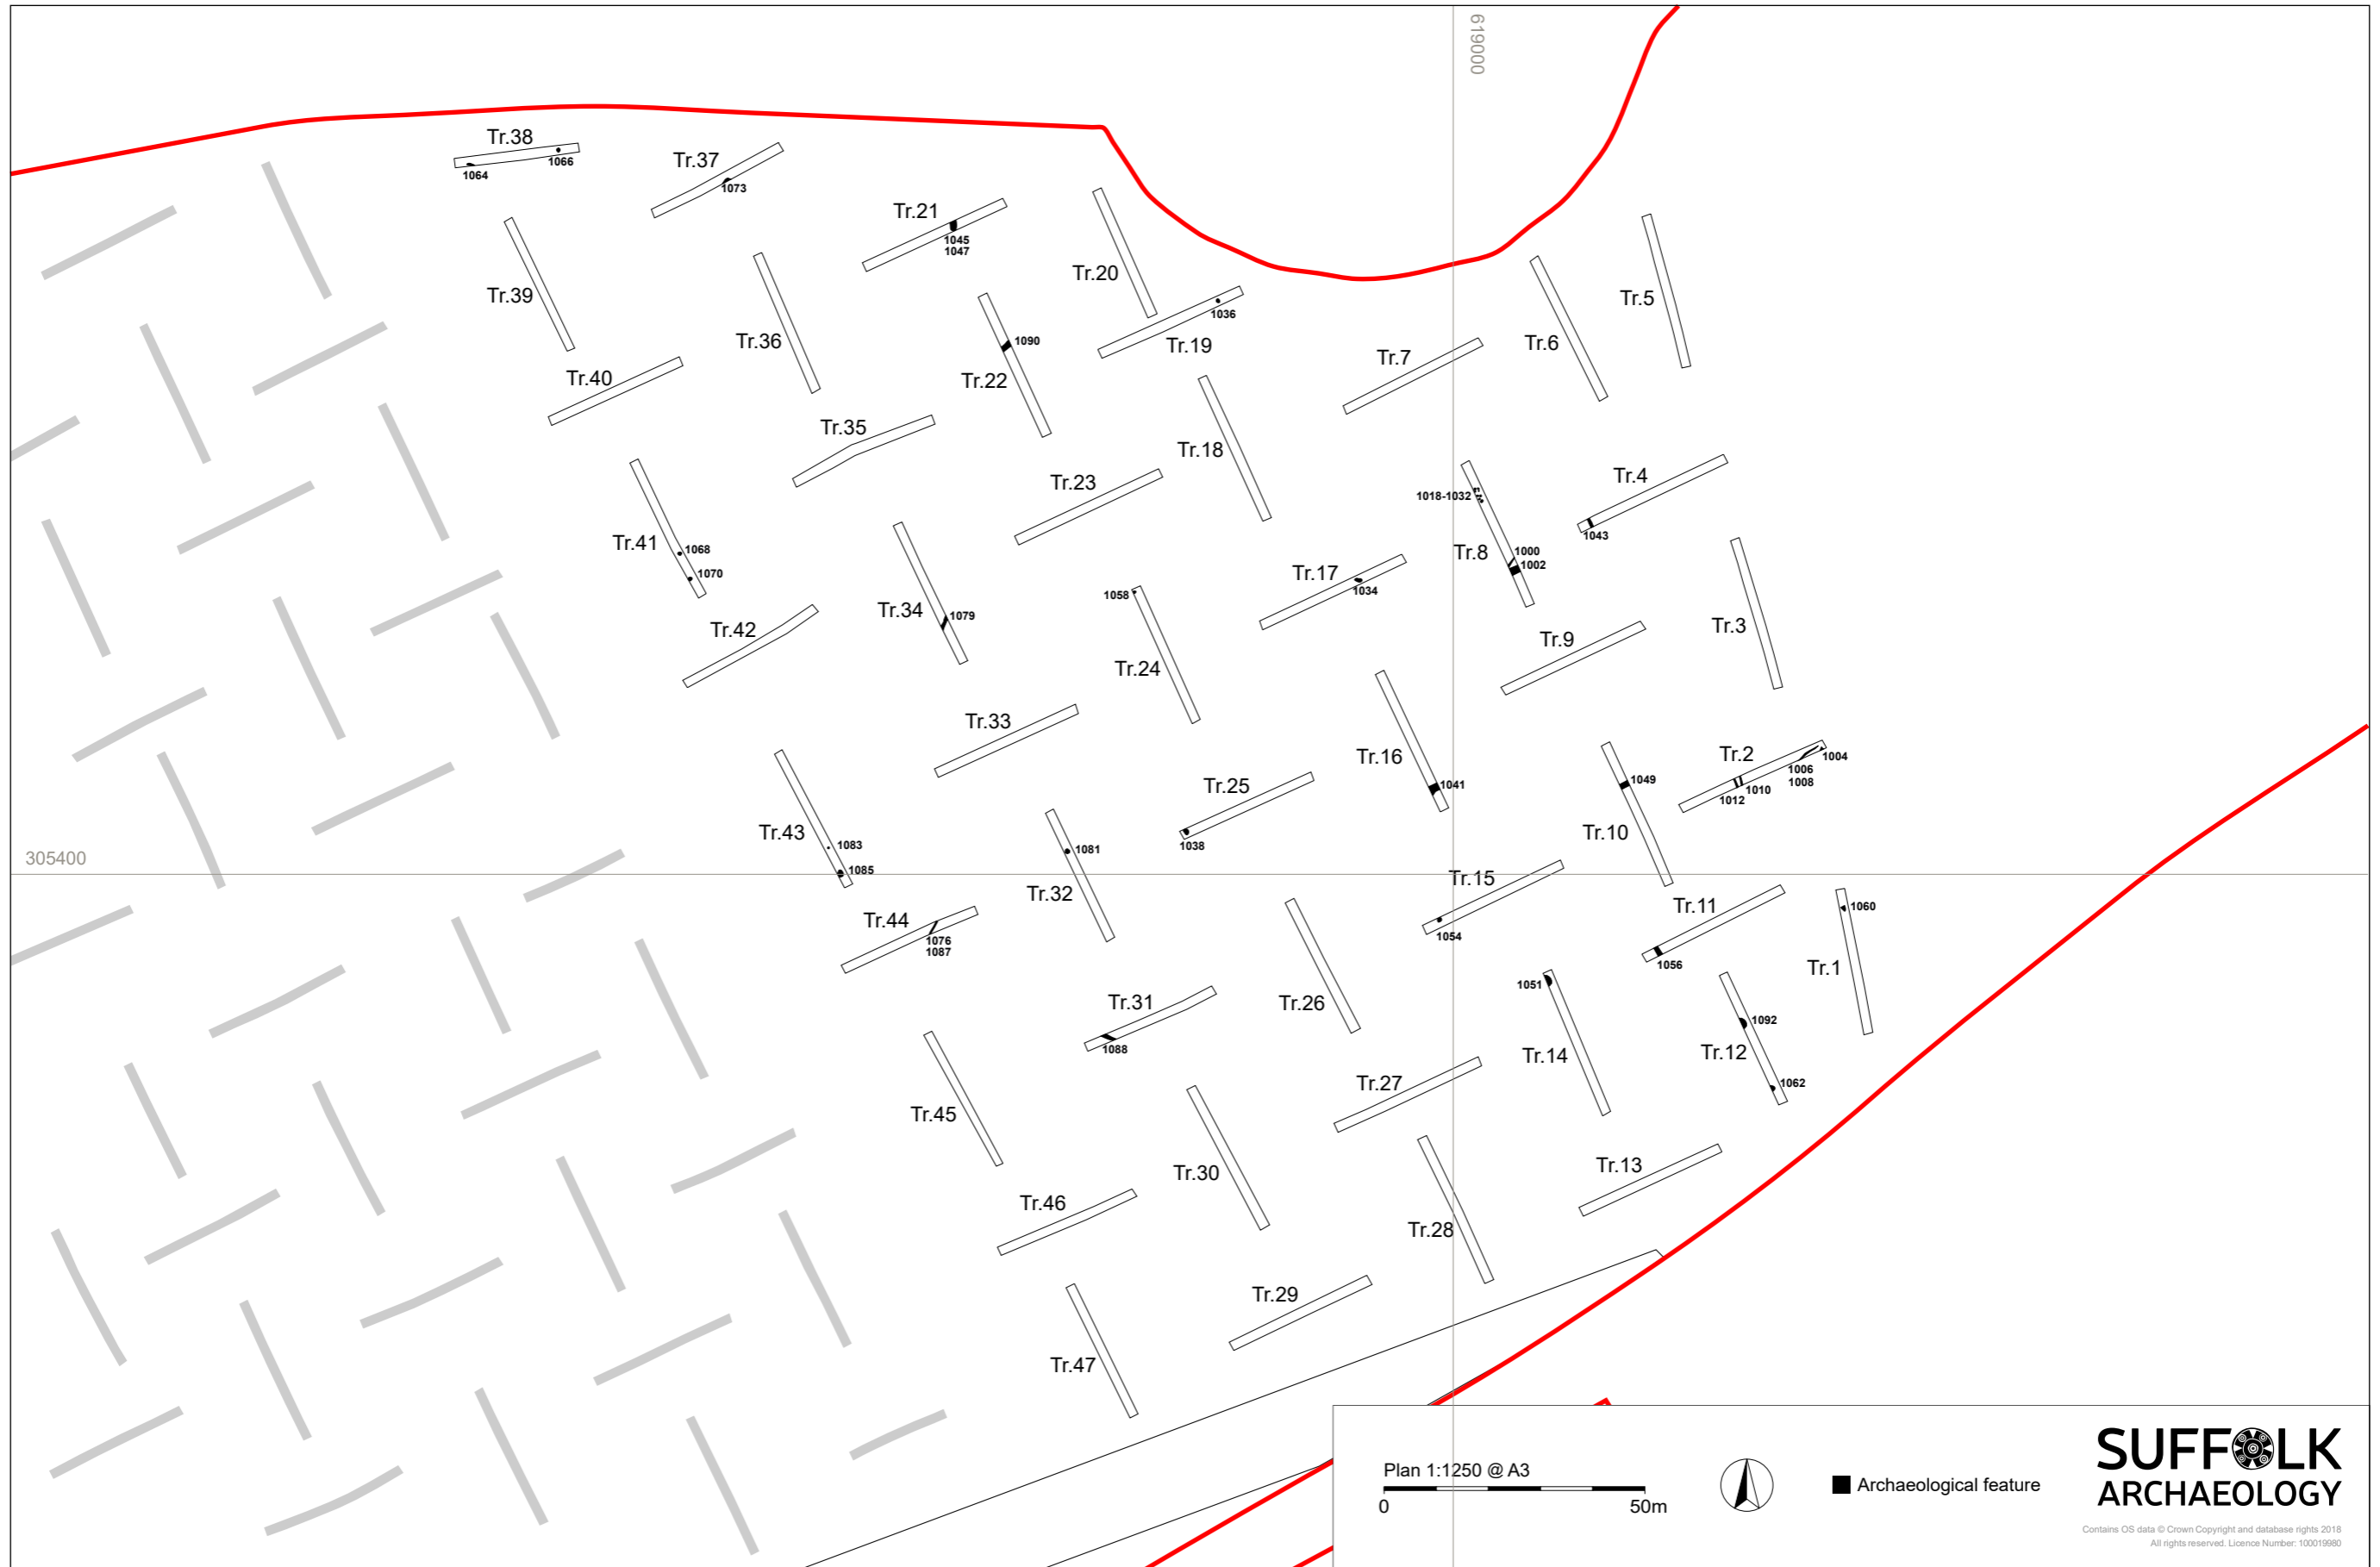 619000
Tr.38
1066
1064
Tr.37
1073
Tr.21
1045
1047
Tr.20
Tr.39
Tr.36
1036
Tr.19
Tr.5
Tr.6
1090
Tr.22
Tr.7
Tr.40
Tr.35
Tr.18
Tr.23
Tr.4
1018-1032
1043
Tr.41
1068
1070
Tr.8
1000
1002
Tr.17
1034
1058
Tr.34
1079
Tr.42
Tr.3
Tr.9
Tr.24
Tr.33
Tr.16
1041
Tr.2
1004
1006
1008
1010
1012
1049
Tr.10
Tr.25
1038
Tr.43
1083
1085
305400
1081
Tr.32
Tr.15
1054
Tr.44
1076
1087
Tr.11
1056
1060
Tr.1
1051
Tr.14
Tr.26
Tr.31
1088
1092
Tr.12
1062
Tr.27
Tr.45
Tr.30
Tr.13
Tr.46
Tr.28
Tr.29
Tr.47
Plan 1:1250 @ A3
0
50m
Archaeological feature
SUFFOLK
ARCHAEOLOGY
Contains OS data © Crown Copyright and database rights 2018
All rights reserved. Licence Number: 100019980